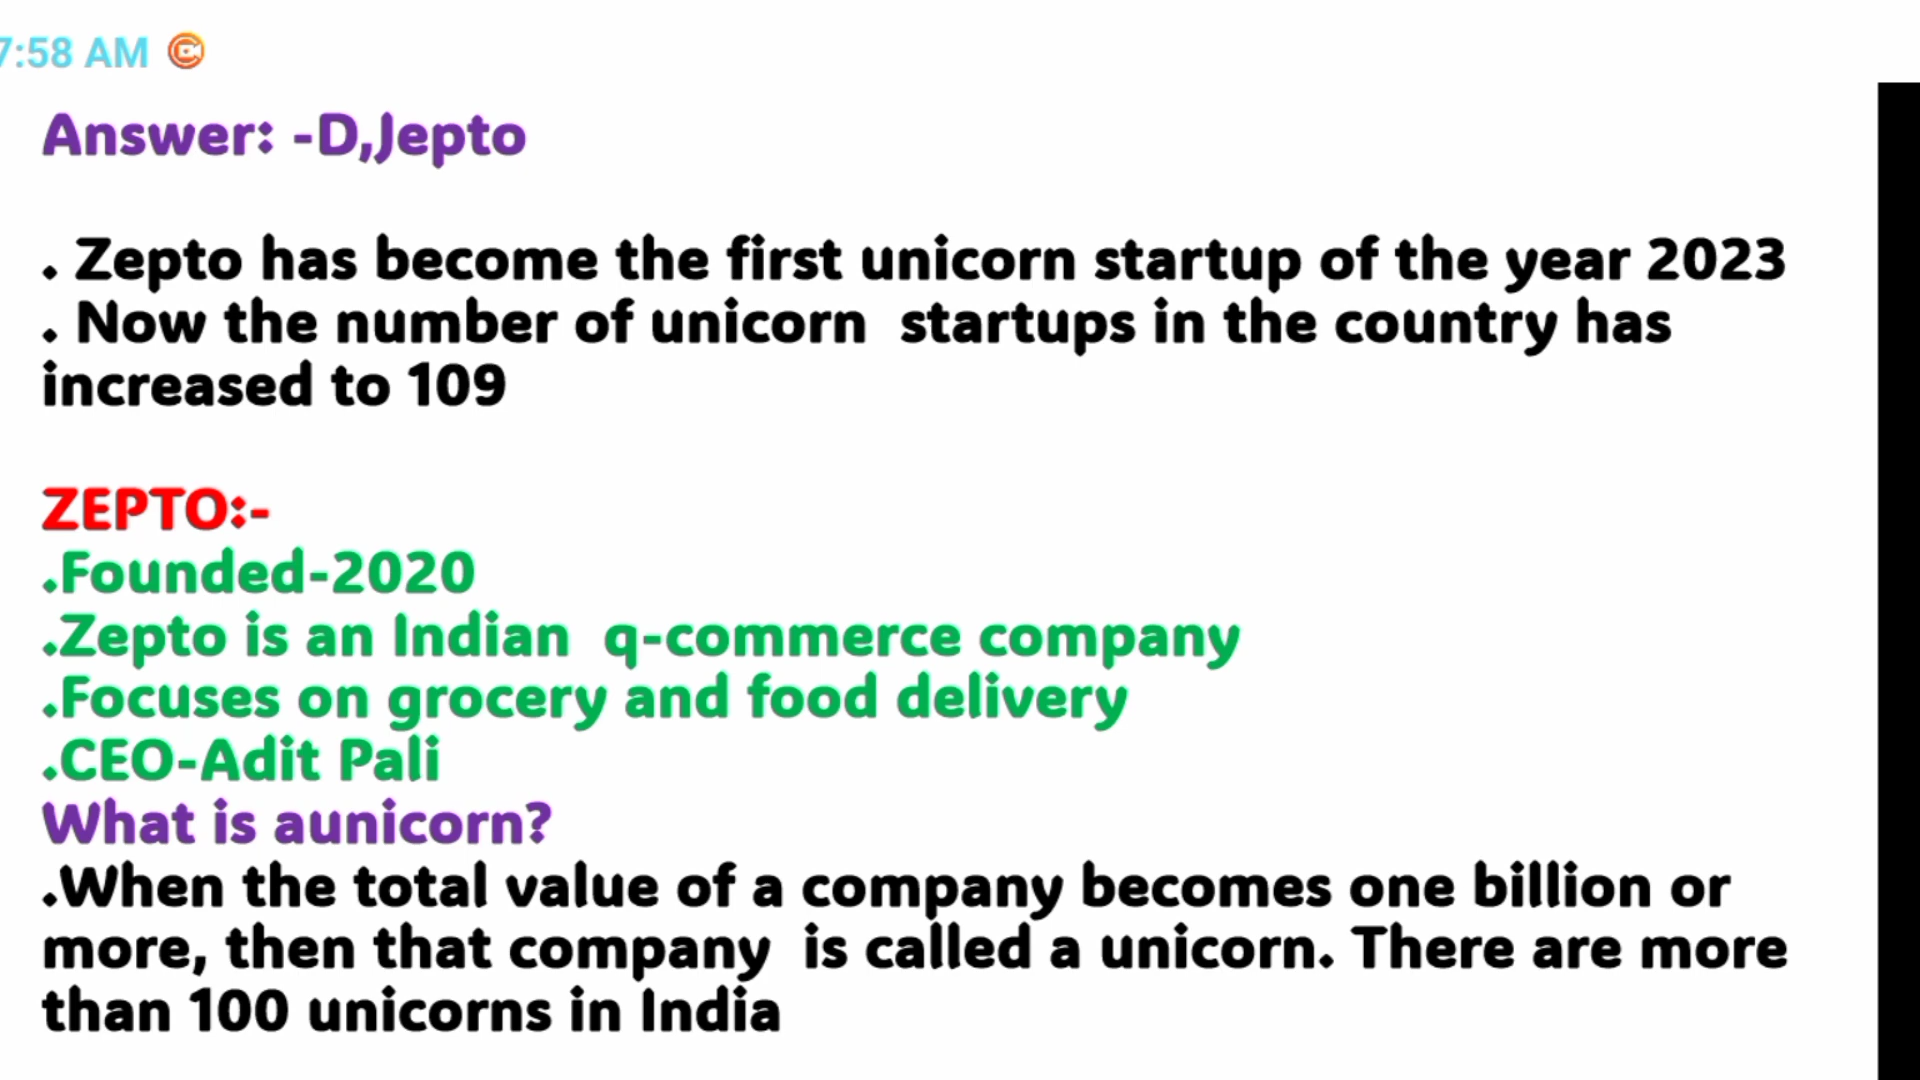 7:58 AM
Answer: -D,Jepto
. Zepto has become the first unicorn startup of the year 2023
. Now the number of unicorn  startups in the country has
increased to 109
ZEPTO:-
.Founded-2020
.Zepto is an Indian  q-commerce company
.Focuses on grocery and food delivery
.CEO-Adit Pali
What is aunicorn?
.When the total value of a company becomes one billion or
more, then that company  is called a unicorn. There are more
than 100 unicorns in India